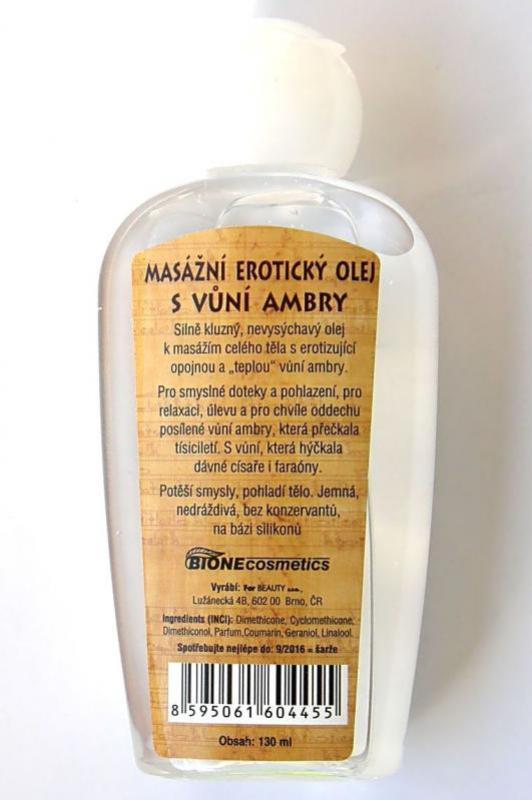 MASÁŽNÍ EROTICKÝ OLEJ
S VŮNÍ AMBRY
Silně kluzný, nevysýchavý olej
k masážím celého těla s erotizující
opojnou a „teplou" vůní ambry.
Pro smyslné doteky a pohlazení, pro
relaxaci, úlevu a pro chvíle oddechu
posílené vůní ambry, která přečkala
tisíciletí. S vůní, která hýčkala
dávné císaře i faraóny.
Potěší smysly, pohladí tělo. Jemná,
nedráždivá, bez konzervantů,
na bázi silikonů
BIONEcosmetics
Vyrábí: For BEAUTY s.r.o.,
Lužánecká 4B, 602 00 Brno, ČR
Ingredients (INCI): Dimethicone, Cyclomethicone,
Dimethiconol, Parfum,Coumarin, Geraniol, Linalool.
Spotřebujte nejlépe do: 9/2016 = šarže
8 595061 604455
Obsah: 130 ml